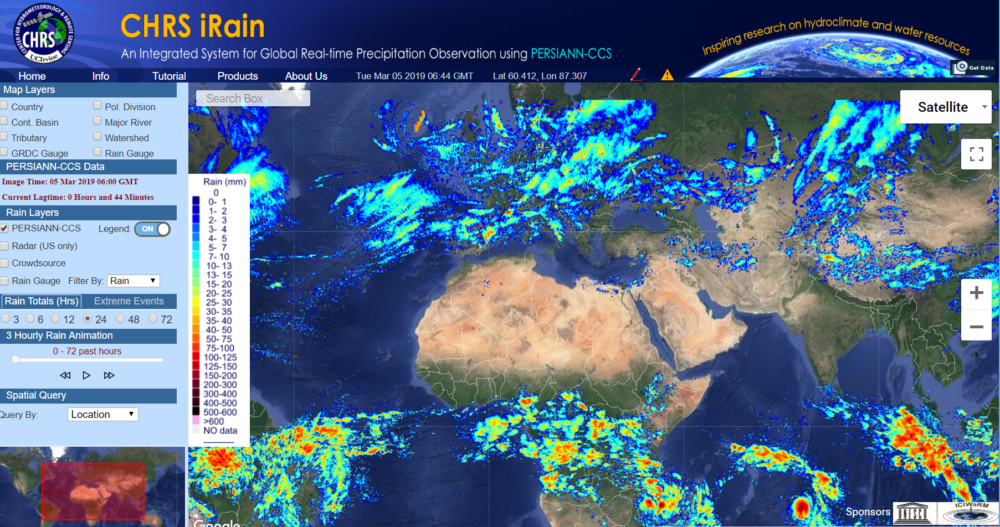 CENTER FOR HYDROMETEOROLOGY & REMOTE SENSING
CHRS
UCIrvine
CHRS iRain
An Integrated System for Global Real-time Precipitation Observation using PERSIANN-CCS
Inspiring research on hydroclimate and water resources
Get Data
Home Info Tutorial Products About Us Tue Mar 05 2019 06:44 GMT Lat 60.412, Lon 87.307
Map Layers
Country Pol. Division
Cont. Basin Major River
Tributary Watershed
GRDC Gauge Rain Gauge
PERSIANN-CCS Data
Image Time: 05 Mar 2019 06:00 GMT
Current Lagtime: 0 Hours and 44 Minutes
Rain Layers
PERSIANN-CCS Legend: ON
Radar (US only)
Crowdsource
Rain Gauge Filter By: Rain
Rain Totals (Hrs) Extreme Events
3 6 12 24 48 72
3 Hourly Rain Animation
0 - 72 past hours
Spatial Query
Query By: Location
have no imagery here
Search Box
Satellite
Rain (mm)
0
0- 1
1- 2
2- 3
3- 4
4- 5
5- 7
7- 10
10- 13
13- 15
15- 20
20- 25
25- 30
30- 35
35- 40
40- 50
50- 75
75-100
100-125
125-150
150-200
200-300
300-400
400-500
500-600
>600
NO data
Google
Sponsors
UNESCO
ICIWaRM